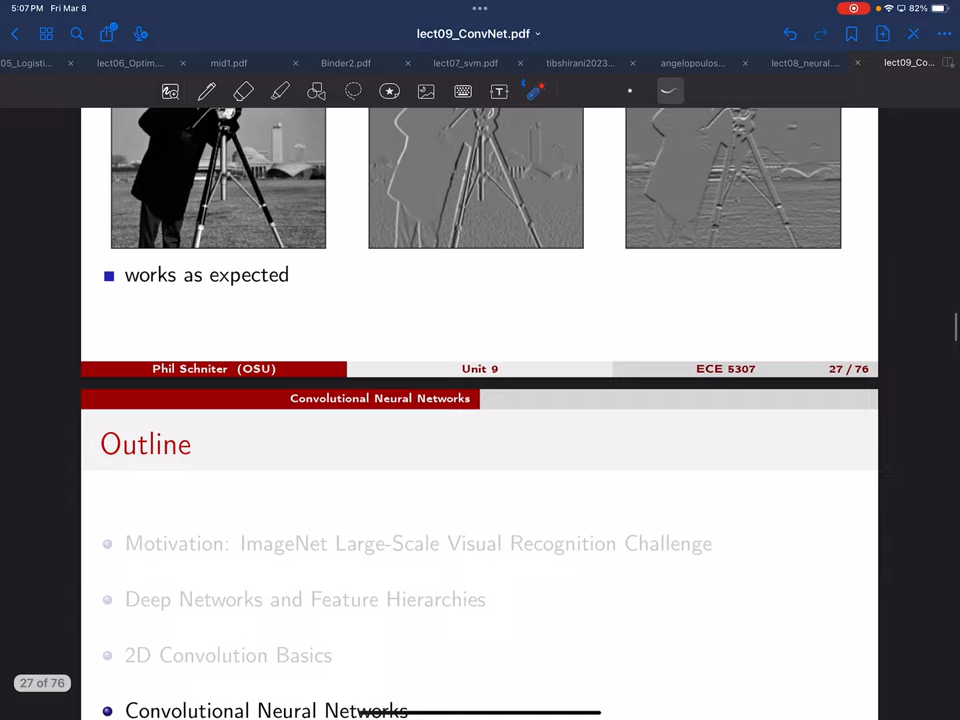 5:07 PM Fri Mar 8
82%
lect09_ConvNet.pdf
05_Logisti...
lect06_Optim...
mid1.pdf
Binder2.pdf
lect07_svm.pdf
tibshirani2023...
angelopoulos...
lect08_neural...
lect09_Co...
works as expected
Phil Schniter (OSU)
Unit 9
ECE 5307
27 / 76
Convolutional Neural Networks
Outline
Motivation: ImageNet Large-Scale Visual Recognition Challenge
Deep Networks and Feature Hierarchies
2D Convolution Basics
27 of 76
Convolutional Neural Networks